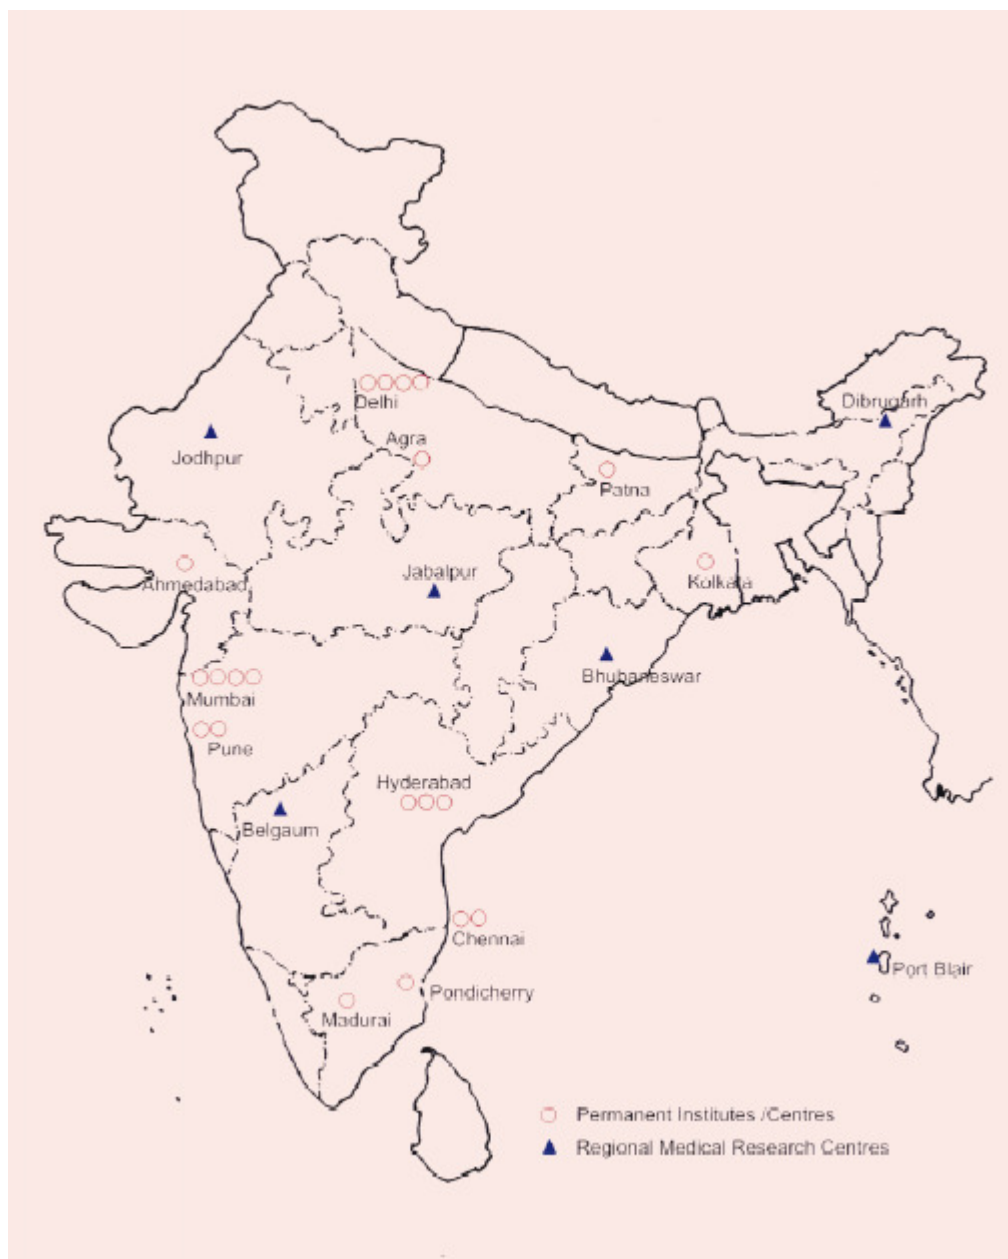 Delhi
Dibrugarh
Agra
Jodhpur
Patna
Jabalpur
Ahmedabad
Kolkata
Bhubaneswar
Mumbai
Pune
Hyderabad
Belgaum
Chennai
Port Blair
Pondicherry
Madurai
Permanent Institutes /Centres
Regional Medical Research Centres